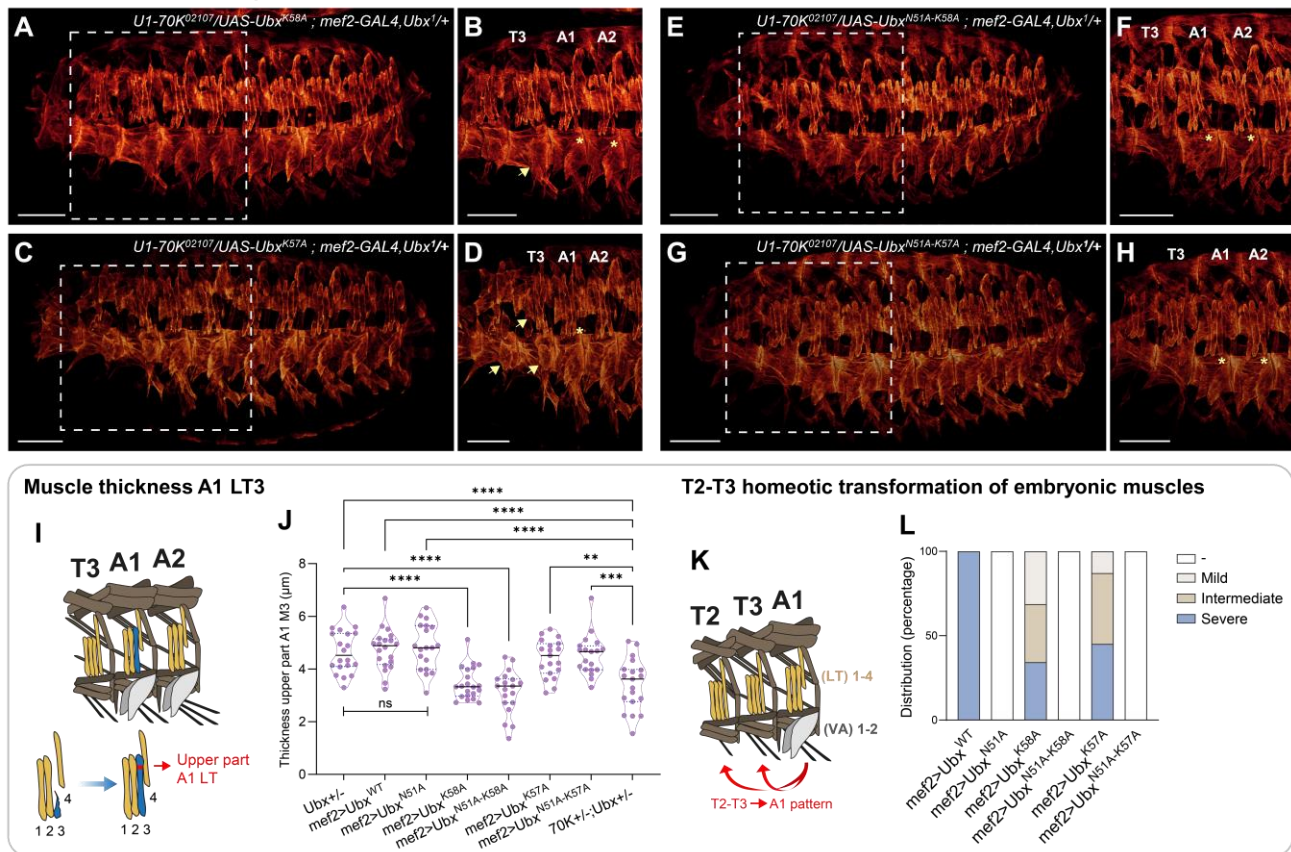 A
U1-70K⁰²¹⁰⁷/UAS-Ubxᴷ⁵⁸ᴬ ; mef2-GAL4,Ubx¹/+
B
T3 A1 A2
*
*
E
U1-70K⁰²¹⁰⁷/UAS-Ubxᴺ⁵¹ᴬ⁻ᴷ⁵⁸ᴬ ; mef2-GAL4,Ubx¹/+
F
T3 A1 A2
*
*
C
U1-70K⁰²¹⁰⁷/UAS-Ubxᴷ⁵⁷ᴬ ; mef2-GAL4,Ubx¹/+
D
T3 A1 A2
*
G
U1-70K⁰²¹⁰⁷/UAS-Ubxᴺ⁵¹ᴬ⁻ᴷ⁵⁷ᴬ ; mef2-GAL4,Ubx¹/+
H
T3 A1 A2
*
*
Muscle thickness A1 LT3
I
T3 A1 A2
Upper part
A1 LT
4
1 2 3
4
1 2 3
J
Thickness upper part A1 M3 (µm)
8
6
4
2
0
****
****
****
****
**
****
***
ns
Ubx+/-
mef2>Ubxᵂᵀ
mef2>Ubxᴺ⁵¹ᴬ
mef2>Ubxᴷ⁵⁸ᴬ
mef2>Ubxᴺ⁵¹ᴬ⁻ᴷ⁵⁸ᴬ
mef2>Ubxᴷ⁵⁷ᴬ
mef2>Ubxᴺ⁵¹ᴬ⁻ᴷ⁵⁷ᴬ
70K+/-;Ubx+/-
T2-T3 homeotic transformation of embryonic muscles
K
T2 T3 A1
(LT) 1-4
(VA) 1-2
T2-T3 → A1 pattern
L
Distribution (percentage)
100
50
0
mef2>Ubxᵂᵀ
mef2>Ubxᴺ⁵¹ᴬ
mef2>Ubxᴷ⁵⁸ᴬ
mef2>Ubxᴺ⁵¹ᴬ⁻ᴷ⁵⁸ᴬ
mef2>Ubxᴷ⁵⁷ᴬ
mef2>Ubxᴺ⁵¹ᴬ⁻ᴷ⁵⁷ᴬ
-
Mild
Intermediate
Severe